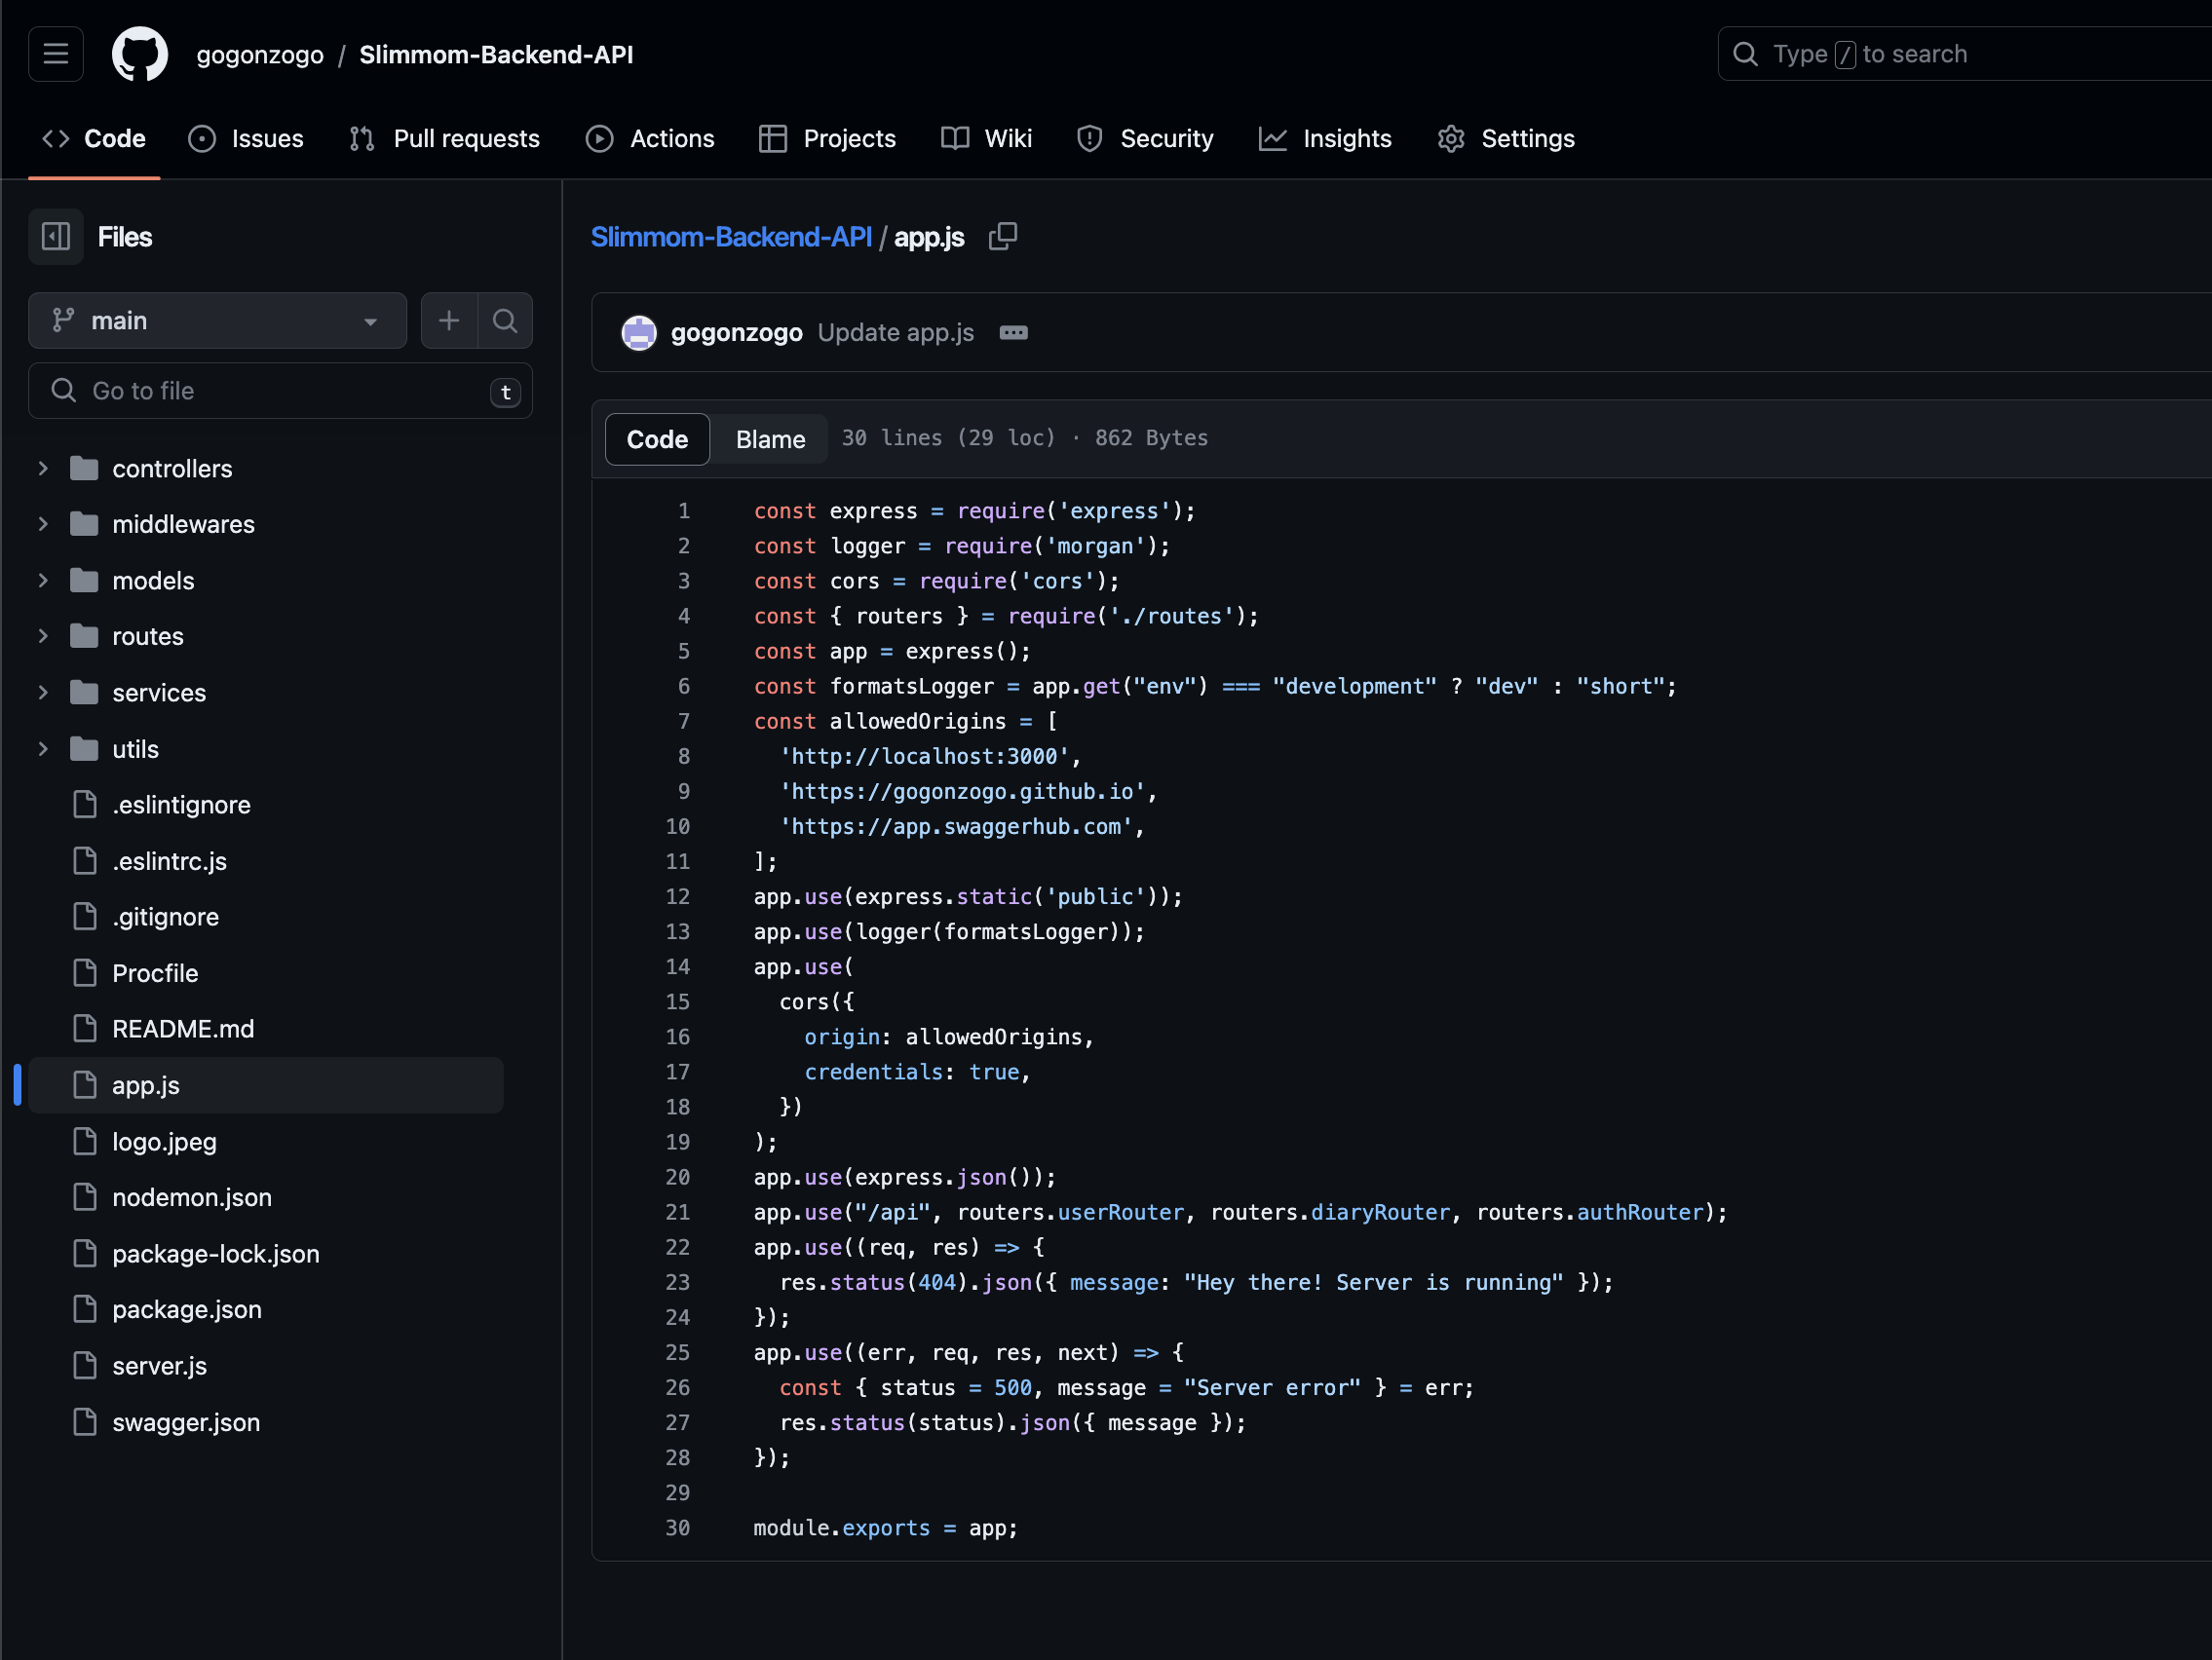 gogonzogo / Slimmom-Backend-API
Type / to search
Code
Issues
Pull requests
Actions
Projects
Wiki
Security
Insights
Settings
Files
main
Go to file
t
controllers
middlewares
models
routes
services
utils
.eslintignore
.eslintrc.js
.gitignore
Procfile
README.md
app.js
logo.jpeg
nodemon.json
package-lock.json
package.json
server.js
swagger.json
Slimmom-Backend-API / app.js
gogonzogo Update app.js
Code Blame 30 lines (29 loc) · 862 Bytes
1 const express = require('express');
2 const logger = require('morgan');
3 const cors = require('cors');
4 const { routers } = require('./routes');
5 const app = express();
6 const formatsLogger = app.get("env") === "development" ? "dev" : "short";
7 const allowedOrigins = [
8   'http://localhost:3000',
9   'https://gogonzogo.github.io',
10   'https://app.swaggerhub.com',
11 ];
12 app.use(express.static('public'));
13 app.use(logger(formatsLogger));
14 app.use(
15   cors({
16     origin: allowedOrigins,
17     credentials: true,
18   })
19 );
20 app.use(express.json());
21 app.use("/api", routers.userRouter, routers.diaryRouter, routers.authRouter);
22 app.use((req, res) => {
23   res.status(404).json({ message: "Hey there! Server is running" });
24 });
25 app.use((err, req, res, next) => {
26   const { status = 500, message = "Server error" } = err;
27   res.status(status).json({ message });
28 });
29
30 module.exports = app;